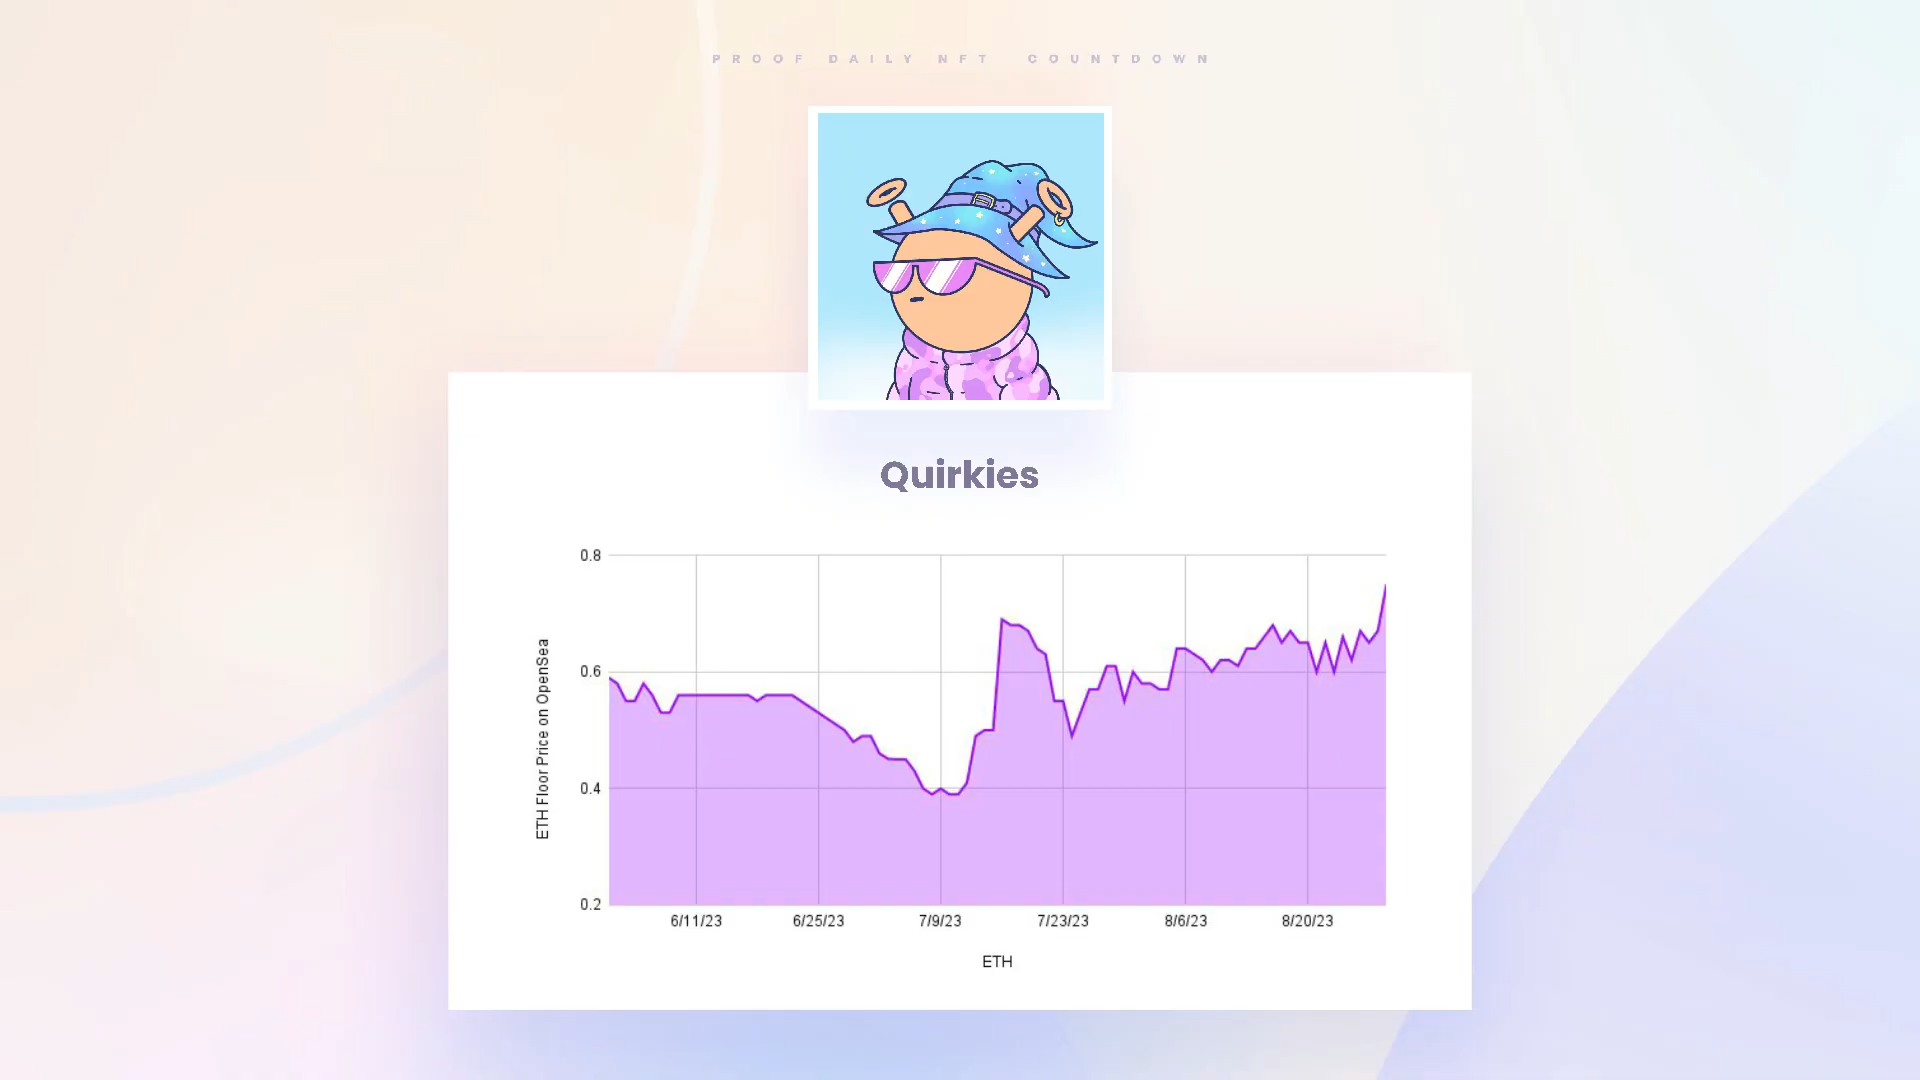 PROOF DAILY NFT COUNTDOWN
Quirkies
ETH Floor Price on OpenSea
0.8
0.6
0.4
0.2
6/11/23 6/25/23 7/9/23 7/23/23 8/6/23 8/20/23
ETH